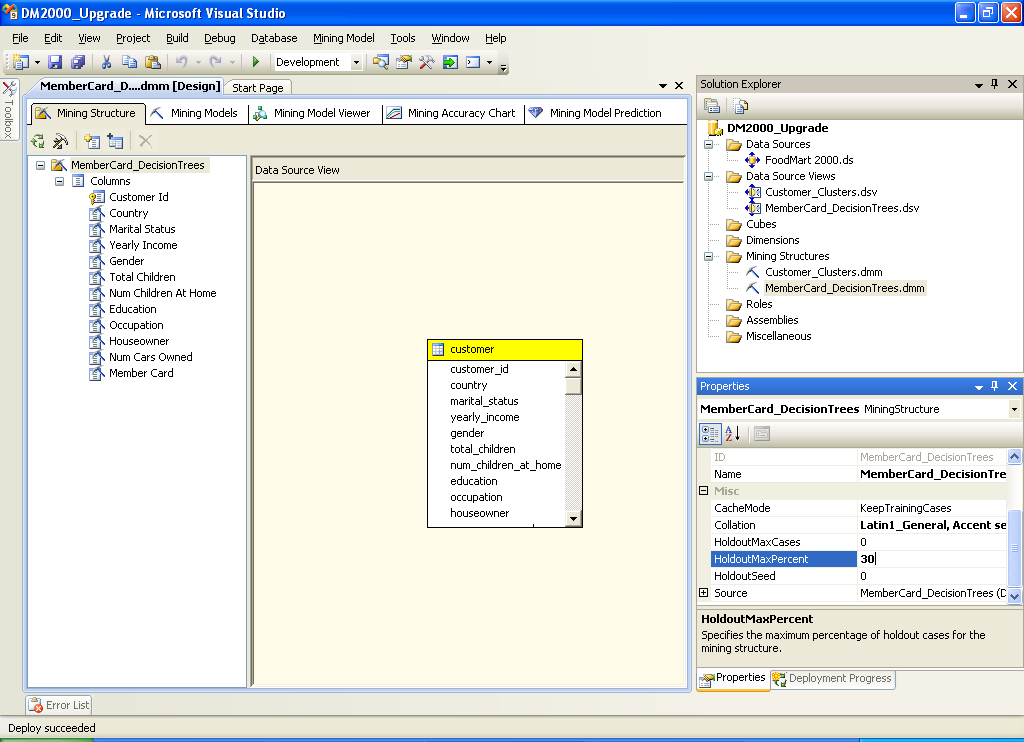 DM2000_Upgrade - Microsoft Visual Studio
File Edit View Project Build Debug Database Mining Model Tools Window Help
Development
Toolbox
MemberCard_D....dmm [Design] Start Page
Mining Structure Mining Models Mining Model Viewer Mining Accuracy Chart Mining Model Prediction
MemberCard_DecisionTrees
Columns
Customer Id
Country
Marital Status
Yearly Income
Gender
Total Children
Num Children At Home
Education
Occupation
Houseowner
Num Cars Owned
Member Card
Data Source View
customer
customer_id
country
marital_status
yearly_income
gender
total_children
num_children_at_home
education
occupation
houseowner
Solution Explorer
DM2000_Upgrade
Data Sources
FoodMart 2000.ds
Data Source Views
Customer_Clusters.dsv
MemberCard_DecisionTrees.dsv
Cubes
Dimensions
Mining Structures
Customer_Clusters.dmm
MemberCard_DecisionTrees.dmm
Roles
Assemblies
Miscellaneous
Properties
MemberCard_DecisionTrees MiningStructure
ID MemberCard_DecisionTrees
Name MemberCard_DecisionTre
Misc
CacheMode KeepTrainingCases
Collation Latin1_General, Accent se
HoldoutMaxCases 0
HoldoutMaxPercent 30
HoldoutSeed 0
Source MemberCard_DecisionTrees (D
HoldoutMaxPercent
Specifies the maximum percentage of holdout cases for the
mining structure.
Properties Deployment Progress
Error List
Deploy succeeded